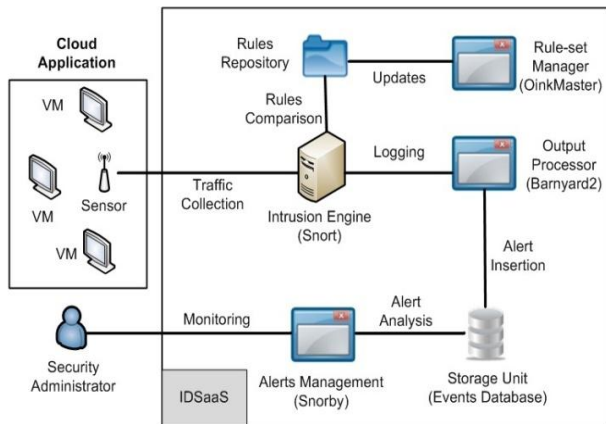 Cloud
Application
VM
VM
Sensor
VM
Rules
Repository
Updates
Rule-set
Manager
(OinkMaster)
Rules
Comparison
Traffic
Collection
Intrusion Engine
(Snort)
Logging
Output
Processor
(Barnyard2)
Alert
Insertion
Security
Administrator
Monitoring
Alerts Management
(Snorby)
Alert
Analysis
Storage Unit
(Events Database)
IDSaaS